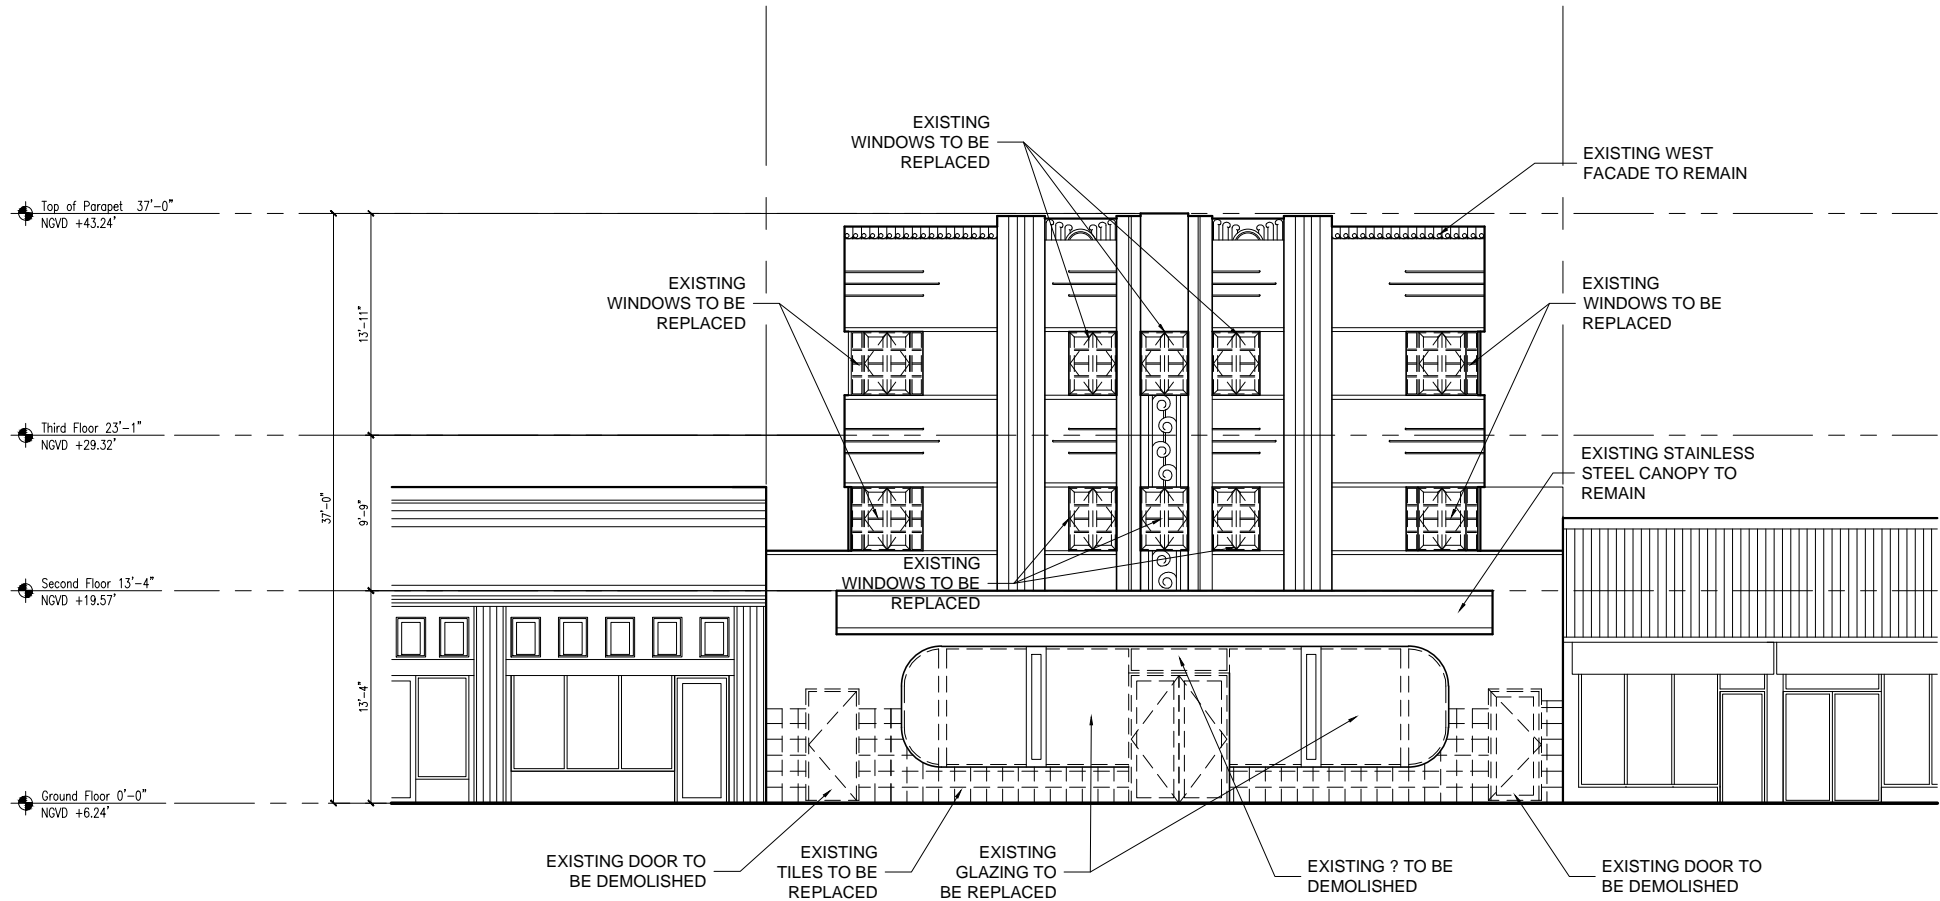 EXISTING
WINDOWS TO BE
REPLACED
EXISTING WEST
FACADE TO REMAIN
Top of Parapet  37'-0"
NGVD +43.24'
EXISTING
WINDOWS TO BE
REPLACED
EXISTING
WINDOWS TO BE
REPLACED
13'-11"
Third Floor 23'-1"
NGVD +29.32'
EXISTING STAINLESS
STEEL CANOPY TO
REMAIN
37'-0"
9'-9"
EXISTING
WINDOWS TO BE
REPLACED
Second Floor 13'-4"
NGVD +19.57'
13'-4"
Ground Floor 0'-0"
NGVD +6.24'
EXISTING DOOR TO
BE DEMOLISHED
EXISTING
TILES TO BE
REPLACED
EXISTING
GLAZING TO
BE REPLACED
EXISTING ? TO BE
DEMOLISHED
EXISTING DOOR TO
BE DEMOLISHED